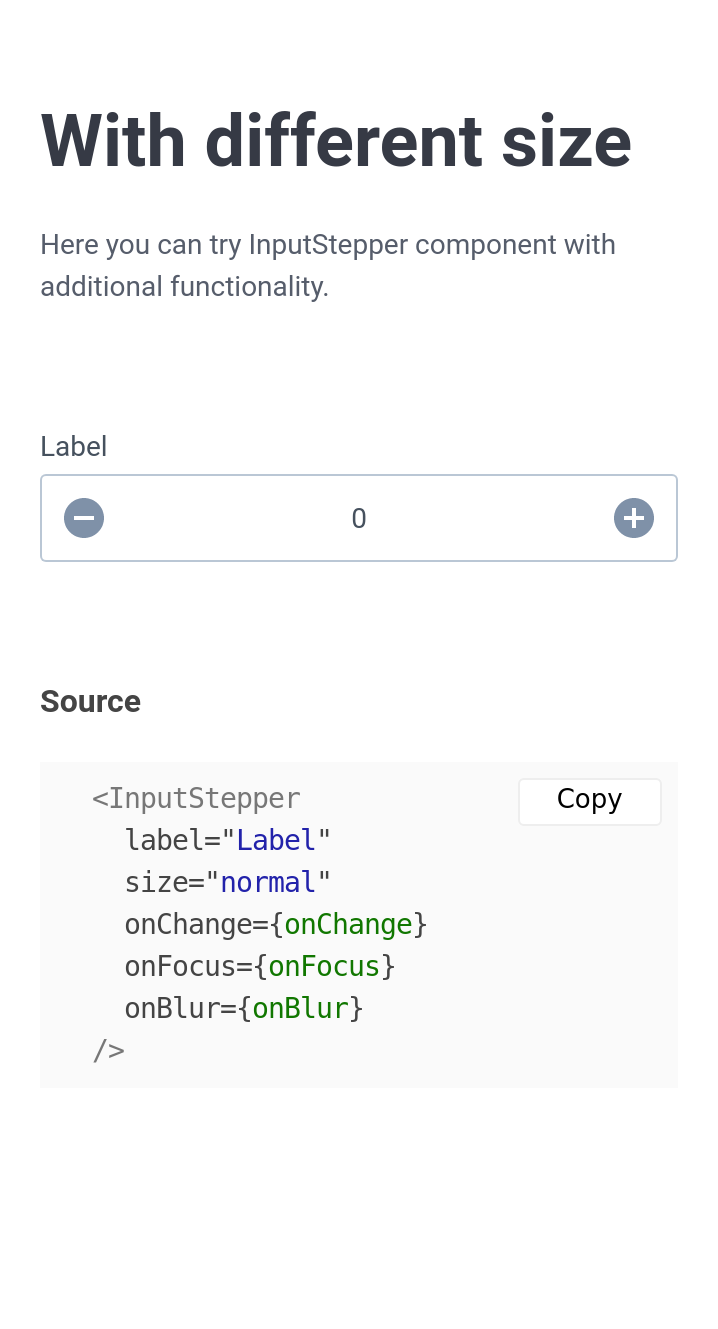 With different size
Here you can try InputStepper component with
additional functionality.
Label
0
Source
<InputStepper
Copy
  label="Label"
  size="normal"
  onChange={onChange}
  onFocus={onFocus}
  onBlur={onBlur}
/>